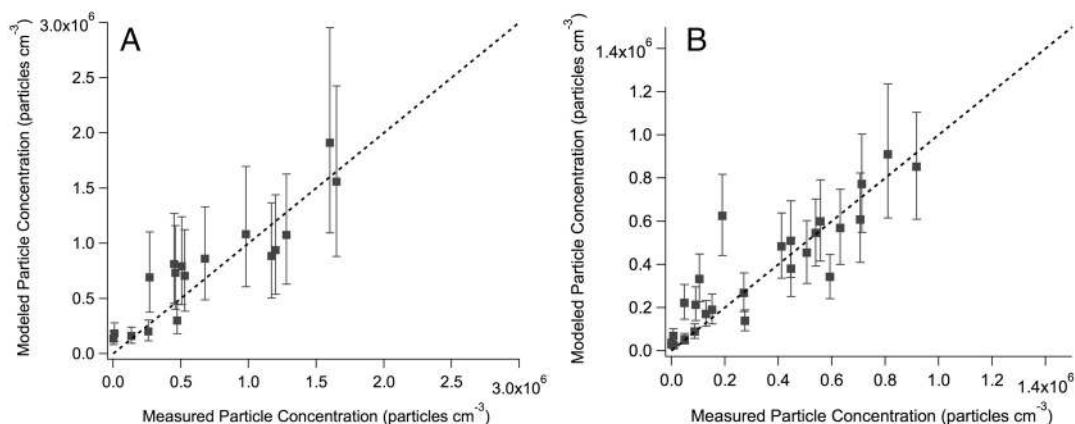 A
3.0x10^6
2.5
2.0
1.5
1.0
0.5
0.0
Modeled Particle Concentration (particles cm^-3)
0.0 0.5 1.0 1.5 2.0 2.5 3.0x10^6
Measured Particle Concentration (particles cm^-3)
B
1.4x10^6
1.2
1.0
0.8
0.6
0.4
0.2
0.0
Modeled Particle Concentration (particles cm^-3)
0.0 0.2 0.4 0.6 0.8 1.0 1.2 1.4x10^6
Measured Particle Concentration (particles cm^-3)